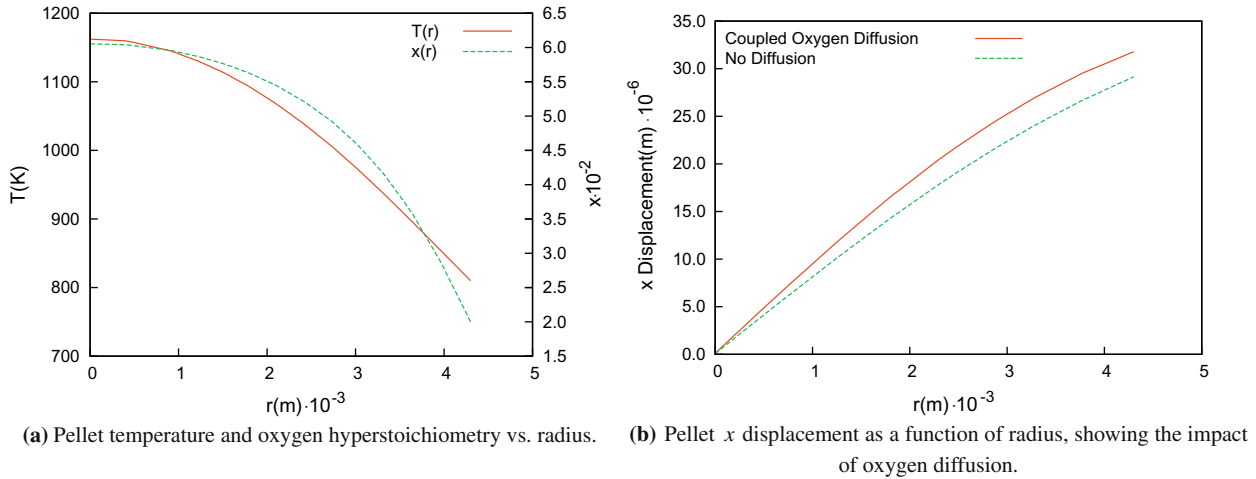 1200
1100
1000
900
800
700
T(K)
6.5
6.0
5.5
5.0
4.5
4.0
3.5
3.0
2.5
2.0
1.5
x·10⁻²
T(r)
x(r)
0 1 2 3 4 5
r(m)·10⁻³
(a) Pellet temperature and oxygen hyperstoichiometry vs. radius.
35.0
30.0
25.0
20.0
15.0
10.0
5.0
0.0
x Displacement(m)·10⁻⁶
Coupled Oxygen Diffusion
No Diffusion
0 1 2 3 4 5
r(m)·10⁻³
(b) Pellet x displacement as a function of radius, showing the impact
of oxygen diffusion.